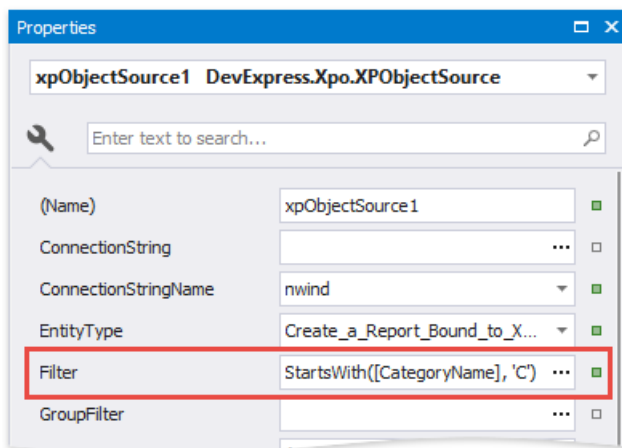 Properties
xpObjectSource1 DevExpress.Xpo.XPObjectSource
Enter text to search...
(Name) xpObjectSource1
ConnectionString ...
ConnectionStringName nwind
EntityType Create_a_Report_Bound_to_X...
Filter StartsWith([CategoryName], 'C') ...
GroupFilter ...